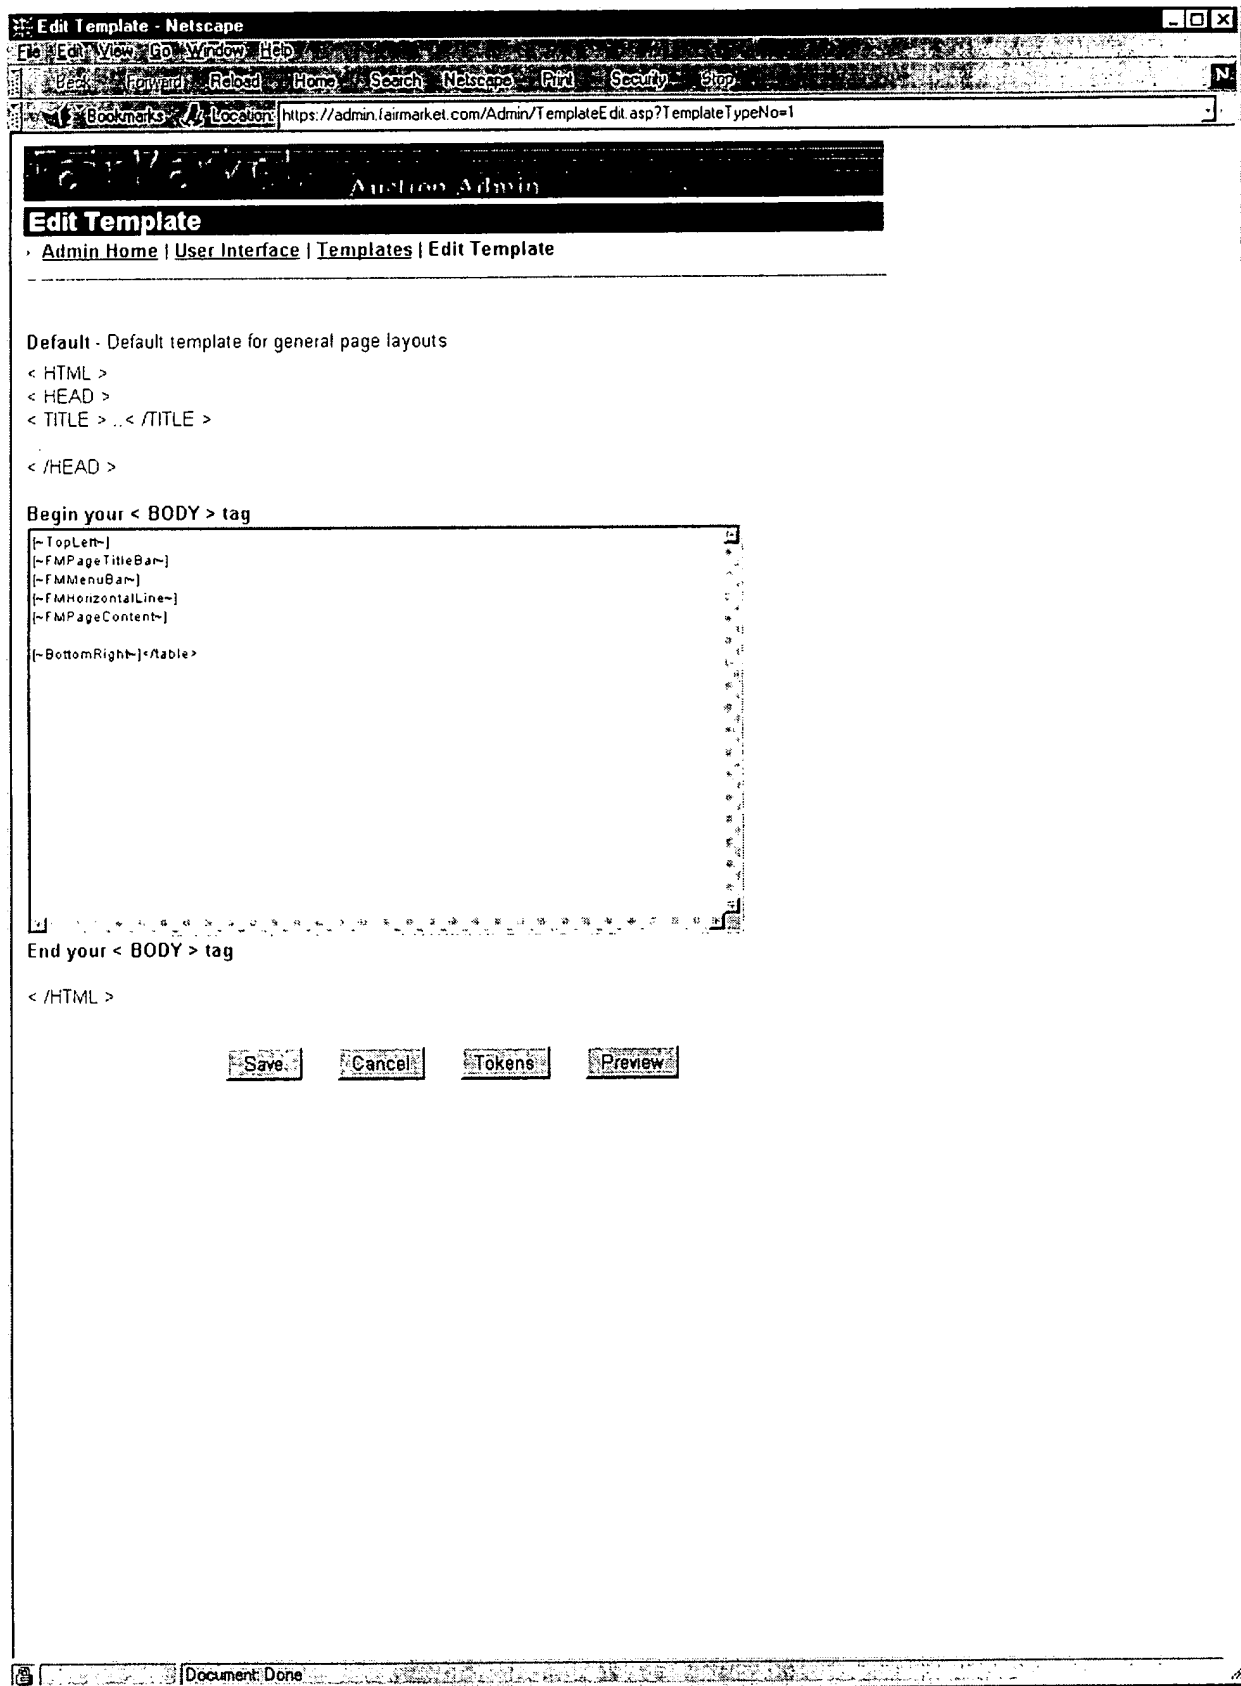 Edit Template - Netscape
File Edit View Go Window Help
Back Forward Reload Home Search Netscape Print Security Stop
N
Bookmarks Location: https://admin.fairmarket.com/Admin/TemplateEdit.asp?TemplateTypeNo=1
FairMarket Auction Admin
Edit Template
Admin Home | User Interface | Templates | Edit Template
Default - Default template for general page layouts
< HTML >
< HEAD >
< TITLE > ..< /TITLE >
< /HEAD >
Begin your < BODY > tag
[~TopLeft~]
[~FMPageTitleBar~]
[~FMMenuBar~]
[~FMHorizontalLine~]
[~FMPageContent~]
[~BottomRight~]</table>
End your < BODY > tag
< /HTML >
Save Cancel Tokens Preview
Document: Done